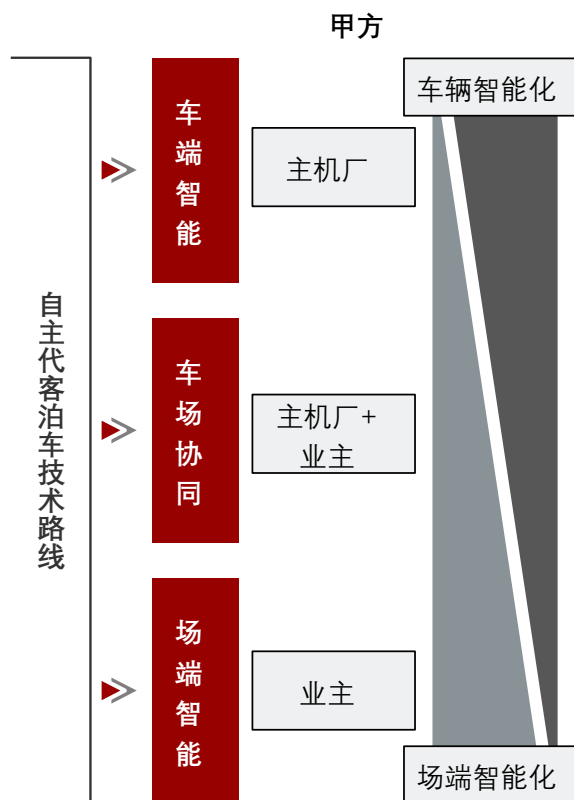 甲方
自主代客泊车技术路线
车端智能
主机厂
车辆智能化
车场协同
主机厂+
业主
场端智能
业主
场端智能化